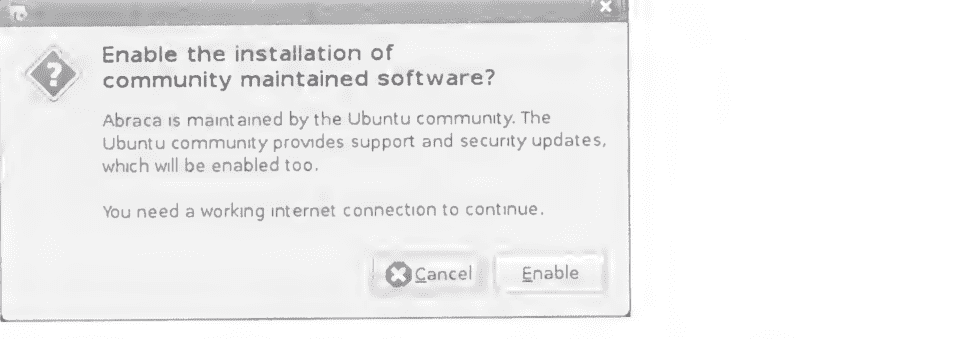 Enable the installation of
community maintained software?
Abraca is maintained by the Ubuntu community. The
Ubuntu community provides support and security updates,
which will be enabled too.
You need a working internet connection to continue.
Cancel Enable